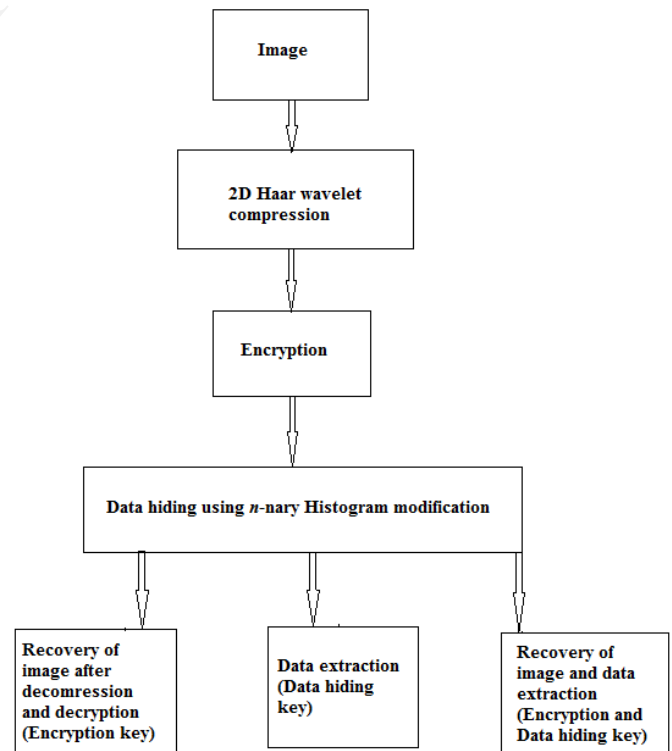 Image
2D Haar wavelet
compression
Encryption
Data hiding using n-nary Histogram modification
Recovery of
image after
decomression
and decryption
(Encryption key)
Data extraction
(Data hiding
key)
Recovery of
image and data
extraction
(Encryption and
Data hiding key)